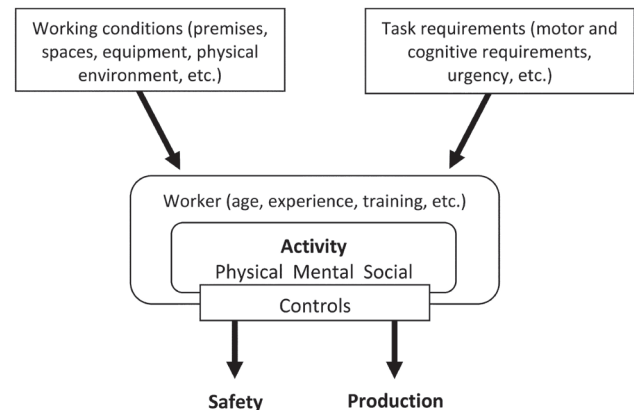 Working conditions (premises,
spaces, equipment, physical
environment, etc.)
Task requirements (motor and
cognitive requirements,
urgency, etc.)
Worker (age, experience, training, etc.)
Activity
Physical Mental Social
Controls
Safety
Production